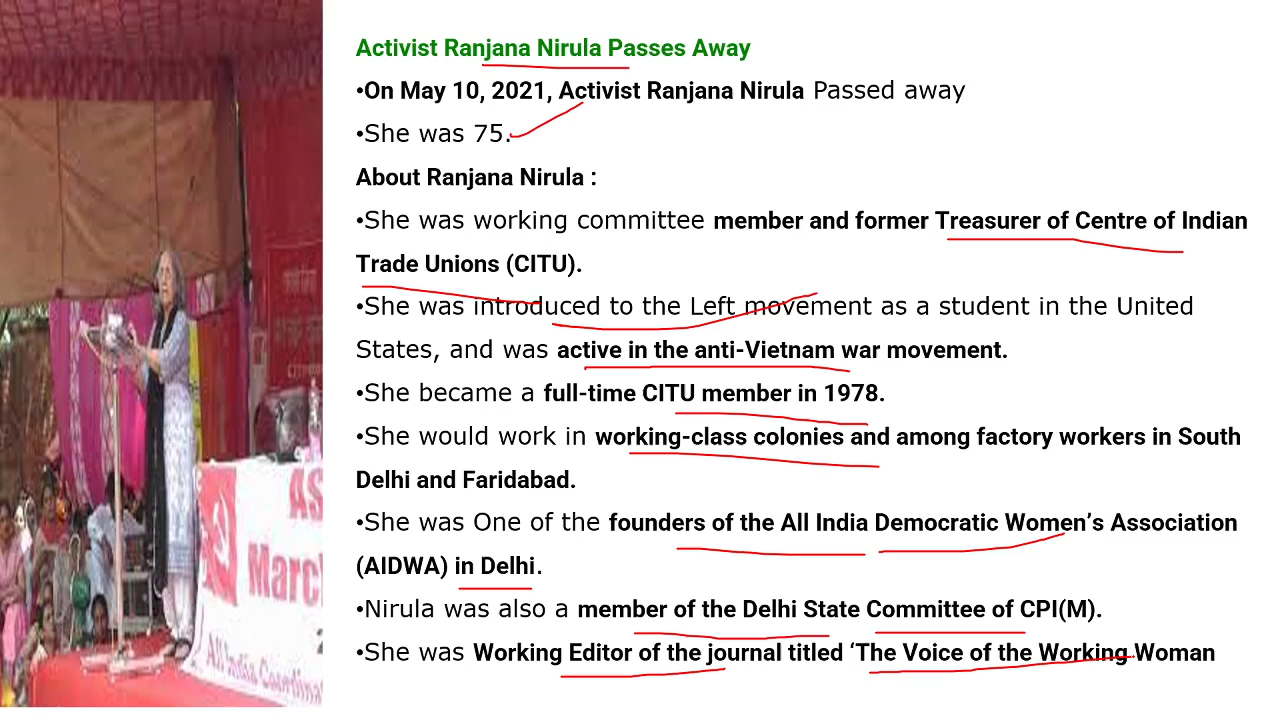 Activist Ranjana Nirula Passes Away
•On May 10, 2021, Activist Ranjana Nirula Passed away
•She was 75.
About Ranjana Nirula :
•She was working committee member and former Treasurer of Centre of Indian
Trade Unions (CITU).
•She was introduced to the Left movement as a student in the United
States, and was active in the anti-Vietnam war movement.
•She became a full-time CITU member in 1978.
•She would work in working-class colonies and among factory workers in South
Delhi and Faridabad.
•She was One of the founders of the All India Democratic Women’s Association
(AIDWA) in Delhi.
•Nirula was also a member of the Delhi State Committee of CPI(M).
•She was Working Editor of the journal titled ‘The Voice of the Working Woman
AS
March
All India Coordina